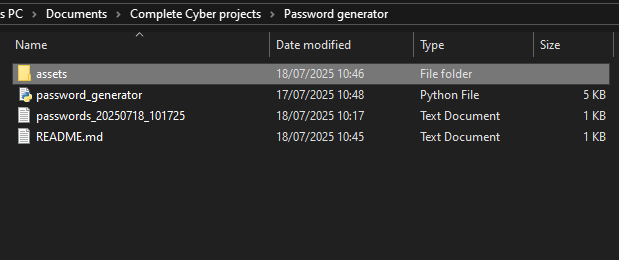 s PC > Documents > Complete Cyber projects > Password generator
Name Date modified Type Size
assets 18/07/2025 10:46 File folder
password_generator 17/07/2025 10:48 Python File 5 KB
passwords_20250718_101725 18/07/2025 10:17 Text Document 1 KB
README.md 18/07/2025 10:45 Text Document 1 KB